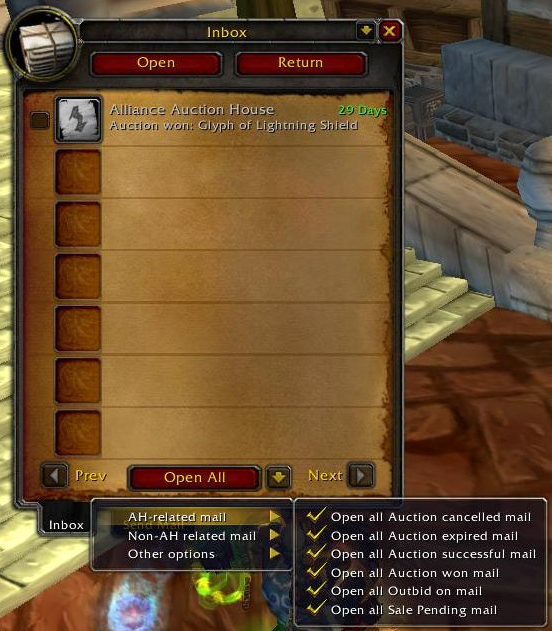 Inbox
Open
Return
Alliance Auction House
29 Days
Auction won: Glyph of Lightning Shield
Prev
Open All
Next
Inbox
Send Mail
AH-related mail
Non-AH related mail
Other options
Open all Auction cancelled mail
Open all Auction expired mail
Open all Auction successful mail
Open all Auction won mail
Open all Outbid on mail
Open all Sale Pending mail